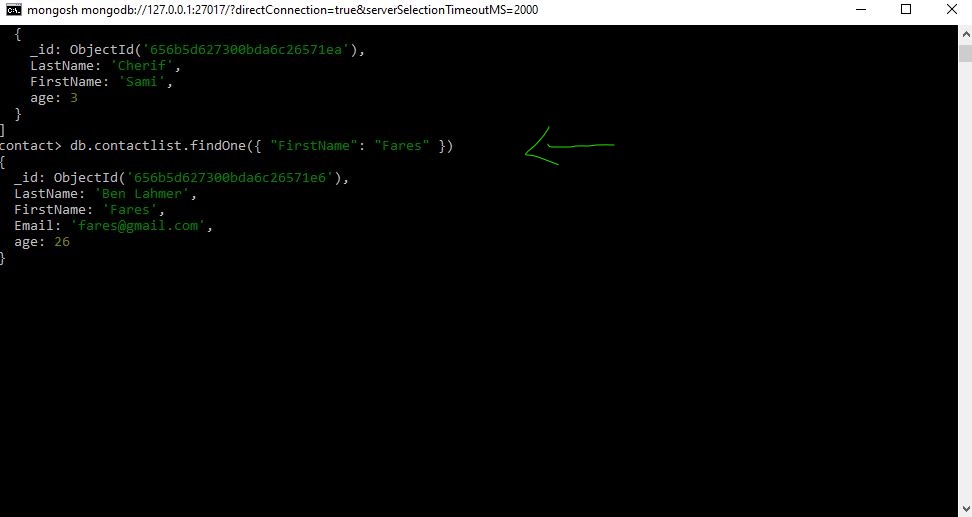 mongosh mongodb://127.0.0.1:27017/?directConnection=true&serverSelectionTimeoutMS=2000
  {
    _id: ObjectId('656b5d627300bda6c26571ea'),
    LastName: 'Cherif',
    FirstName: 'Sami',
    age: 3
  }
]
contact> db.contactlist.findOne({ "FirstName": "Fares" })
{
  _id: ObjectId('656b5d627300bda6c26571e6'),
  LastName: 'Ben Lahmer',
  FirstName: 'Fares',
  Email: 'fares@gmail.com',
  age: 26
}